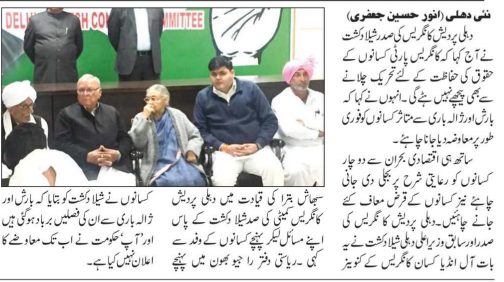 DELHI PRADESH CONGRESS COMMITTEE
نئی دھلی (انور حسین جعفری)
دہلی پردیش کانگریس کی صدر شیلا دکشت
نے آج کہا کہ کانگریس پارٹی کسانوں کے
حقوق کی حفاظت کے لئے تحریک چلانے
سے بھی پیچھے نہیں ہٹے گی۔ انہوں نے کہا کہ
بارش اور ژالہ باری سے متاثر کسانوں کو فوری
طور پر معاوضہ دیا جانا چاہئے۔
ساتھ ہی اقتصادی بحران سے دو چار
کسانوں کو رعایتی شرح پر بجلی دی جانی
چاہئے نیز کسانوں کے قرض معاف کئے
جانے چاہئیں۔ دہلی پردیش کانگریس کی
صدر اور سابق وزیر اعلی دہلی شیلا دکشت نے یہ
بات آل انڈیا کسان کانگریس کے کنوینر
سبھاش بترا کی قیادت میں دہلی پردیش
کانگریس کمیٹی کی صدر شیلا دکشت کے پاس
اپنے مسائل لیکر پہنچے کسانوں کے وفد سے
کہی۔ ریاستی دفتر راجیو بھون میں پہنچے
کسانوں نے شیلا دکشت کو بتایا کہ بارش اور
ژالہ باری سے ان کی فصلیں برباد ہوگئی ہیں
اور 'آپ' حکومت نے اب تک معاوضے کا
اعلان نہیں کیا ہے۔